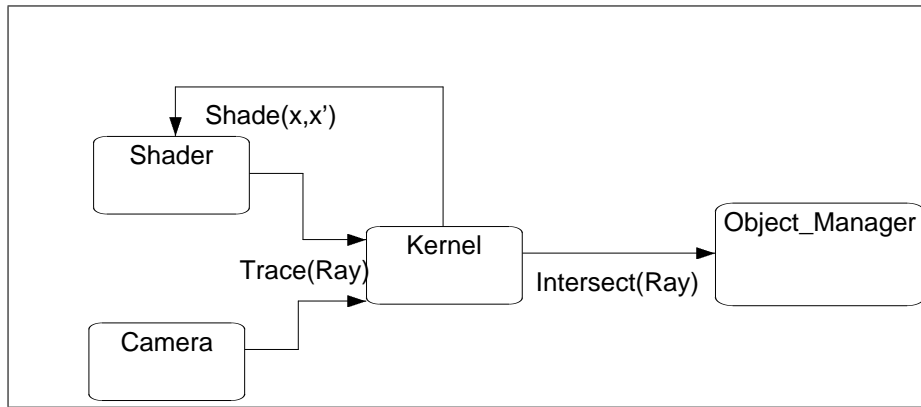 Shade(x,x’)
Shader
Object_Manager
Kernel
Trace(Ray)
Intersect(Ray)
Camera